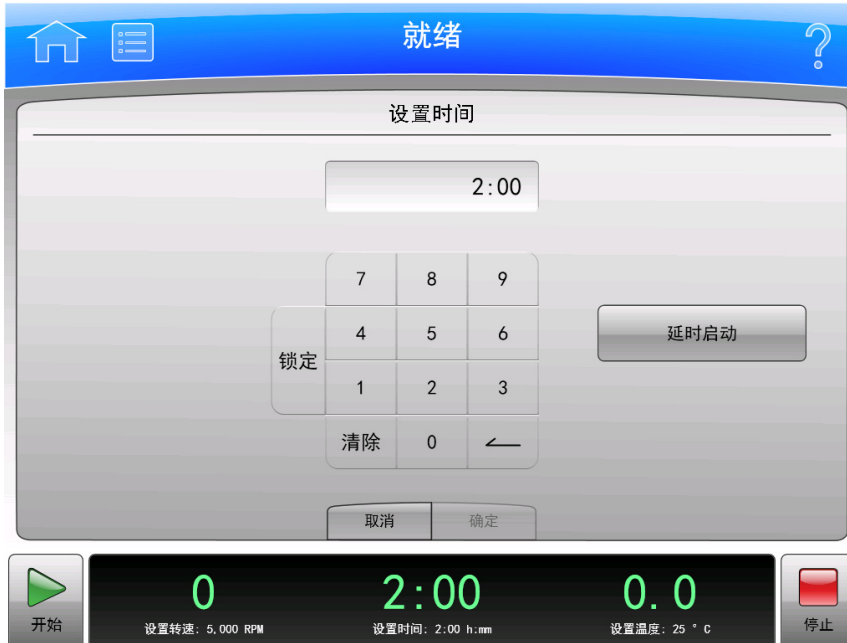 就绪
设置时间
2:00
7 8 9
4 5 6
锁定
1 2 3
清除 0
延时启动
取消 确定
开始
0 2:00 0.0
设置转速: 5,000 RPM 设置时间: 2:00 h:mm 设置温度: 25 °C
停止